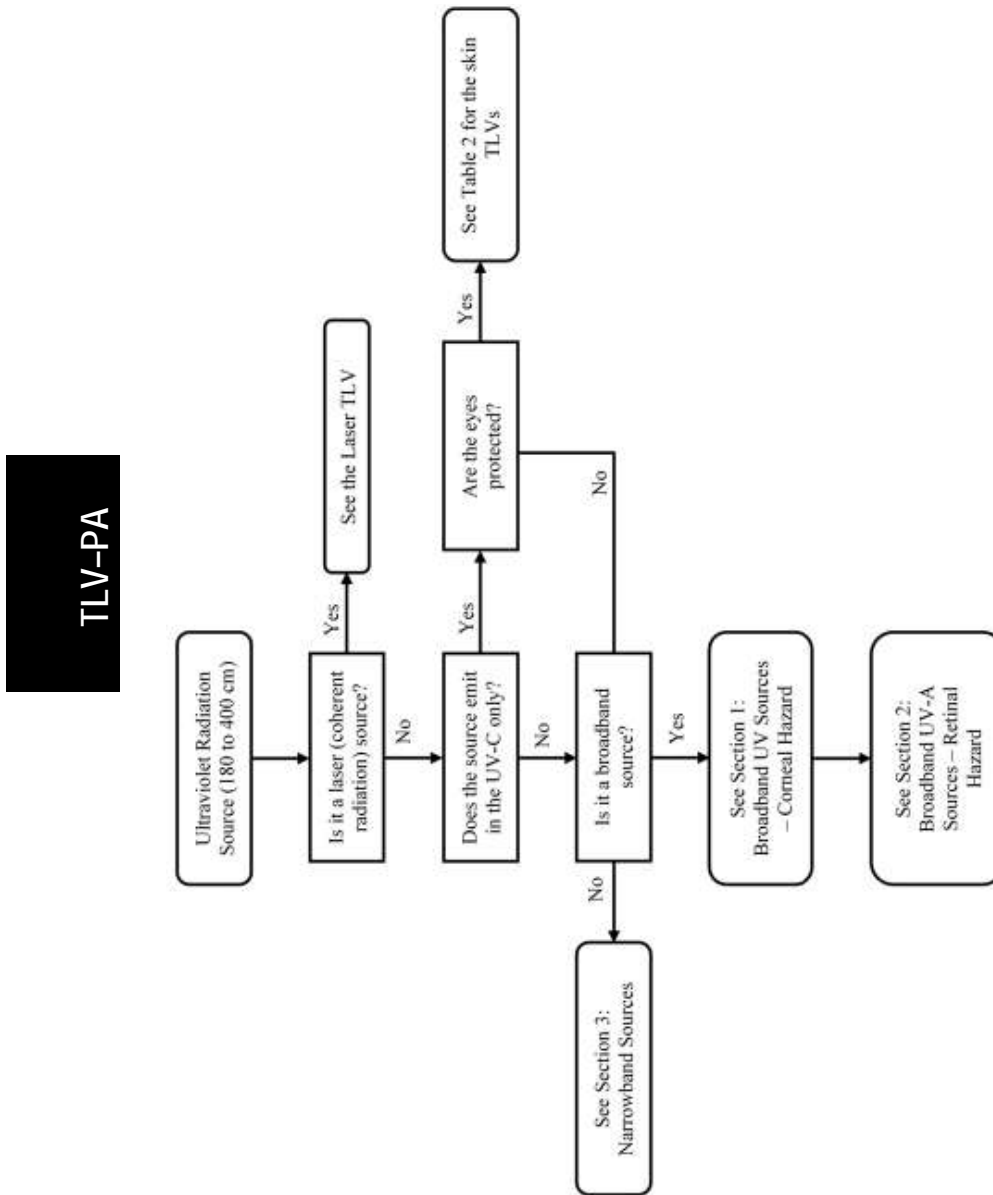 TLV–PA
Ultraviolet Radiation
Source (180 to 400 cm)
Is it a laser (coherent
radiation) source?
Yes
See the Laser TLV
No
Does the source emit
in the UV-C only?
Yes
Are the eyes
protected?
Yes
See Table 2 for the skin
TLVs
No
No
Is it a broadband
source?
No
See Section 3:
Narrowband Sources
Yes
See Section 1:
Broadband UV Sources
– Corneal Hazard
See Section 2:
Broadband UV-A
Sources – Retinal
Hazard